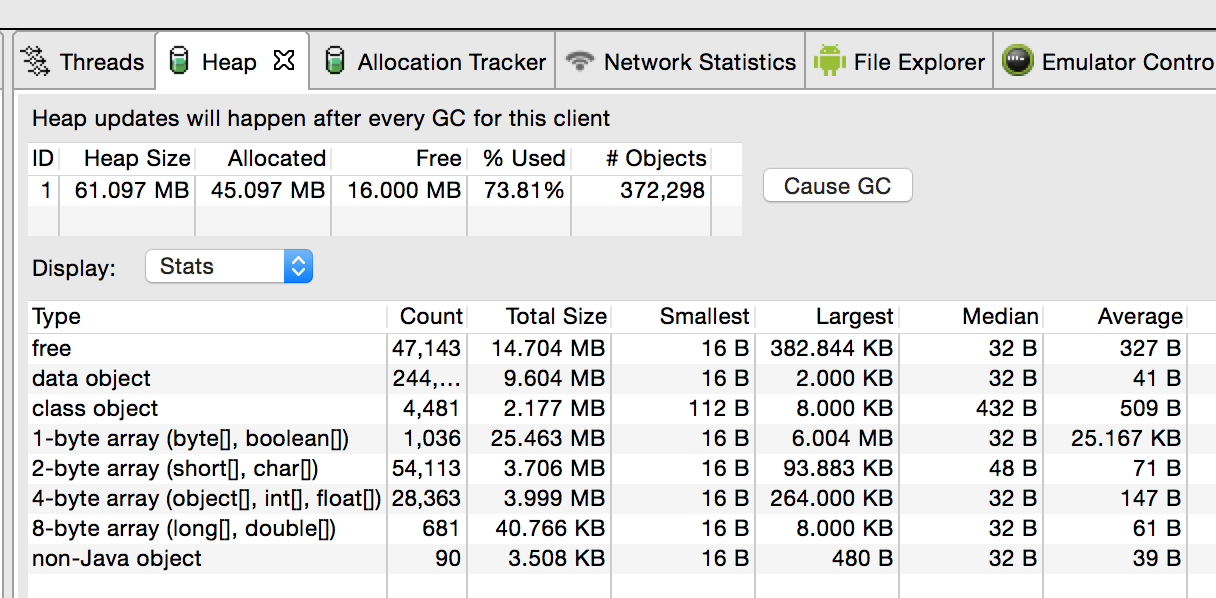 Threads Heap Allocation Tracker Network Statistics File Explorer Emulator Contro
Heap updates will happen after every GC for this client
ID Heap Size Allocated Free % Used # Objects
1 61.097 MB 45.097 MB 16.000 MB 73.81% 372,298
Cause GC
Display: Stats
Type Count Total Size Smallest Largest Median Average
free 47,143 14.704 MB 16 B 382.844 KB 32 B 327 B
data object 244,... 9.604 MB 16 B 2.000 KB 32 B 41 B
class object 4,481 2.177 MB 112 B 8.000 KB 432 B 509 B
1-byte array (byte[], boolean[]) 1,036 25.463 MB 16 B 6.004 MB 32 B 25.167 KB
2-byte array (short[], char[]) 54,113 3.706 MB 16 B 93.883 KB 48 B 71 B
4-byte array (object[], int[], float[]) 28,363 3.999 MB 16 B 264.000 KB 32 B 147 B
8-byte array (long[], double[]) 681 40.766 KB 16 B 8.000 KB 32 B 61 B
non-Java object 90 3.508 KB 16 B 480 B 32 B 39 B